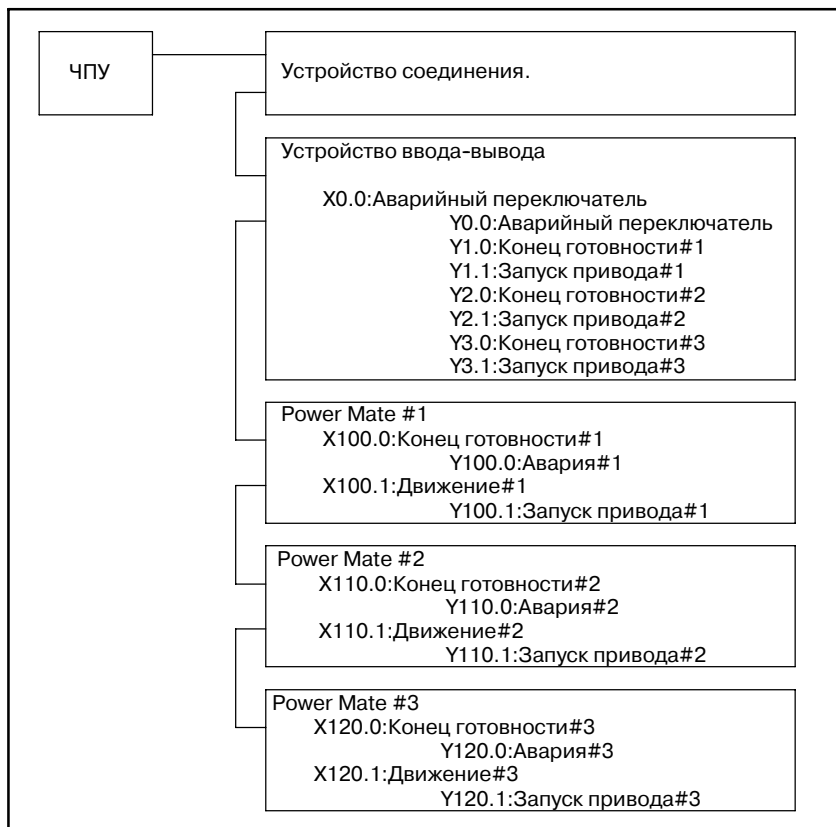 ЧПУ
Устройство соединения.
Устройство ввода-вывода
X0.0:Аварийный переключатель
Y0.0:Аварийный переключатель
Y1.0:Конец готовности#1
Y1.1:Запуск привода#1
Y2.0:Конец готовности#2
Y2.1:Запуск привода#2
Y3.0:Конец готовности#3
Y3.1:Запуск привода#3
Power Mate #1
X100.0:Конец готовности#1
Y100.0:Авария#1
X100.1:Движение#1
Y100.1:Запуск привода#1
Power Mate #2
X110.0:Конец готовности#2
Y110.0:Авария#2
X110.1:Движение#2
Y110.1:Запуск привода#2
Power Mate #3
X120.0:Конец готовности#3
Y120.0:Авария#3
X120.1:Движение#3
Y120.1:Запуск привода#3